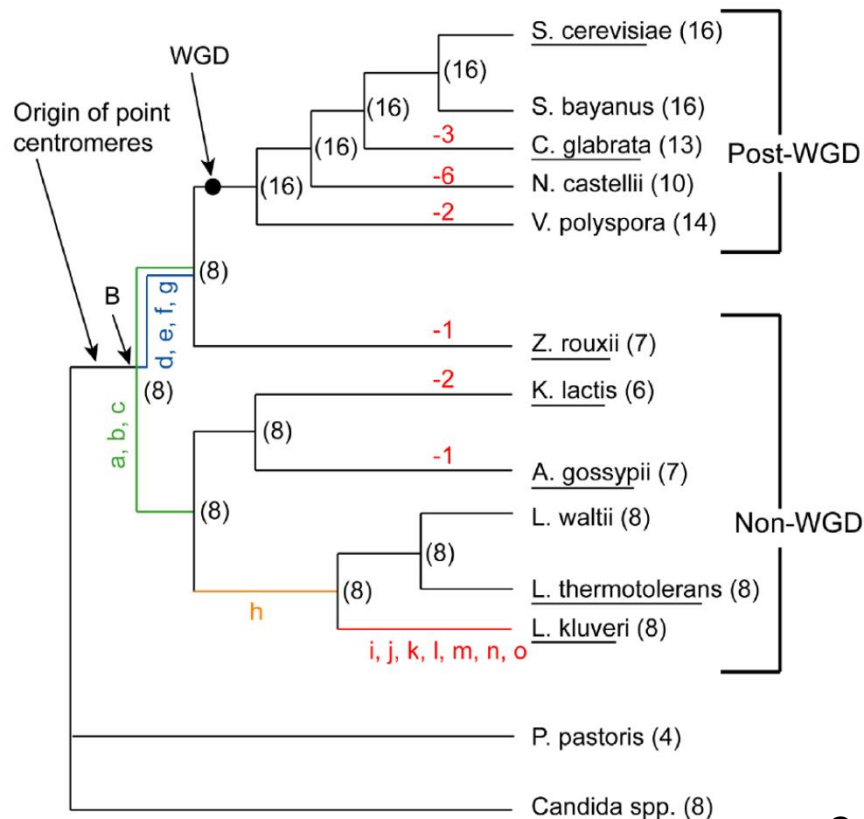 S. cerevisiae (16)
WGD
(16)
Origin of point
centromeres
S. bayanus (16)
(16)
-3
(16)
C. glabrata (13)
Post-WGD
-6
(16)
N. castellii (10)
-2
V. polyspora (14)
(8)
B
d, e, f, g
-1
Z. rouxii (7)
(8)
-2
K. lactis (6)
a, b, c
(8)
-1
A. gossypii (7)
(8)
L. waltii (8)
Non-WGD
(8)
h
(8)
L. thermotolerans (8)
L. kluveri (8)
i, j, k, l, m, n, o
P. pastoris (4)
Candida spp. (8)